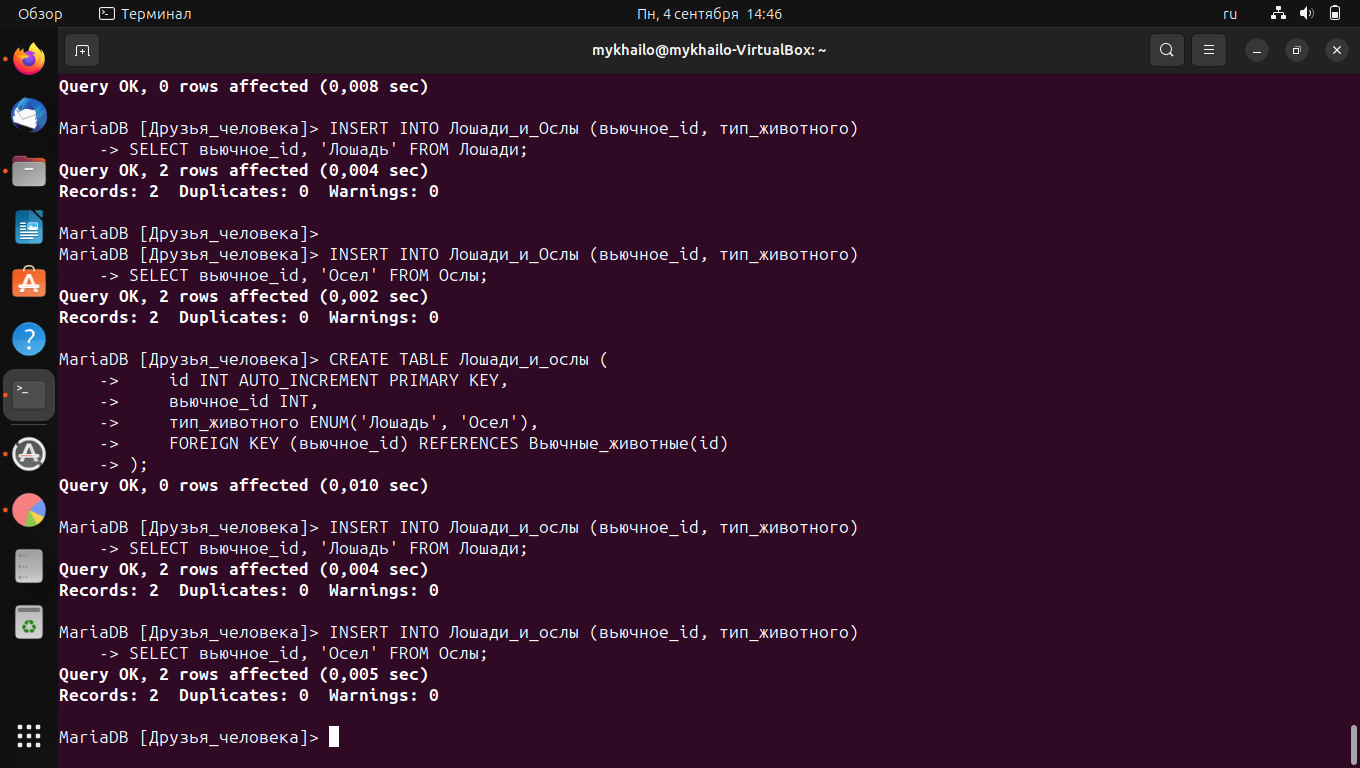 Обзор
Терминал
Пн, 4 сентября 14:46
ru
mykhailo@mykhailo-VirtualBox: ~
Query OK, 0 rows affected (0,008 sec)
MariaDB [Друзья_человека]> INSERT INTO Лошади_и_Ослы (вьючное_id, тип_животного)
-> SELECT вьючное_id, 'Лошадь' FROM Лошади;
Query OK, 2 rows affected (0,004 sec)
Records: 2 Duplicates: 0 Warnings: 0
MariaDB [Друзья_человека]>
MariaDB [Друзья_человека]> INSERT INTO Лошади_и_Ослы (вьючное_id, тип_животного)
-> SELECT вьючное_id, 'Осел' FROM Ослы;
Query OK, 2 rows affected (0,002 sec)
Records: 2 Duplicates: 0 Warnings: 0
MariaDB [Друзья_человека]> CREATE TABLE Лошади_и_ослы (
-> id INT AUTO_INCREMENT PRIMARY KEY,
-> вьючное_id INT,
-> тип_животного ENUM('Лошадь', 'Осел'),
-> FOREIGN KEY (вьючное_id) REFERENCES Вьючные_животные(id)
-> );
Query OK, 0 rows affected (0,010 sec)
MariaDB [Друзья_человека]> INSERT INTO Лошади_и_ослы (вьючное_id, тип_животного)
-> SELECT вьючное_id, 'Лошадь' FROM Лошади;
Query OK, 2 rows affected (0,004 sec)
Records: 2 Duplicates: 0 Warnings: 0
MariaDB [Друзья_человека]> INSERT INTO Лошади_и_ослы (вьючное_id, тип_животного)
-> SELECT вьючное_id, 'Осел' FROM Ослы;
Query OK, 2 rows affected (0,005 sec)
Records: 2 Duplicates: 0 Warnings: 0
MariaDB [Друзья_человека]>